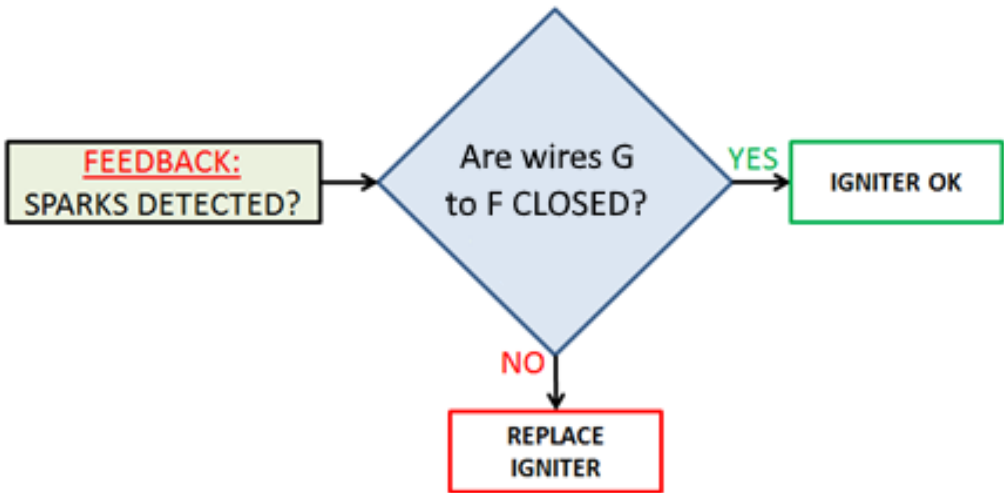 FEEDBACK:
SPARKS DETECTED?
Are wires G
to F CLOSED?
YES
IGNITER OK
NO
REPLACE
IGNITER